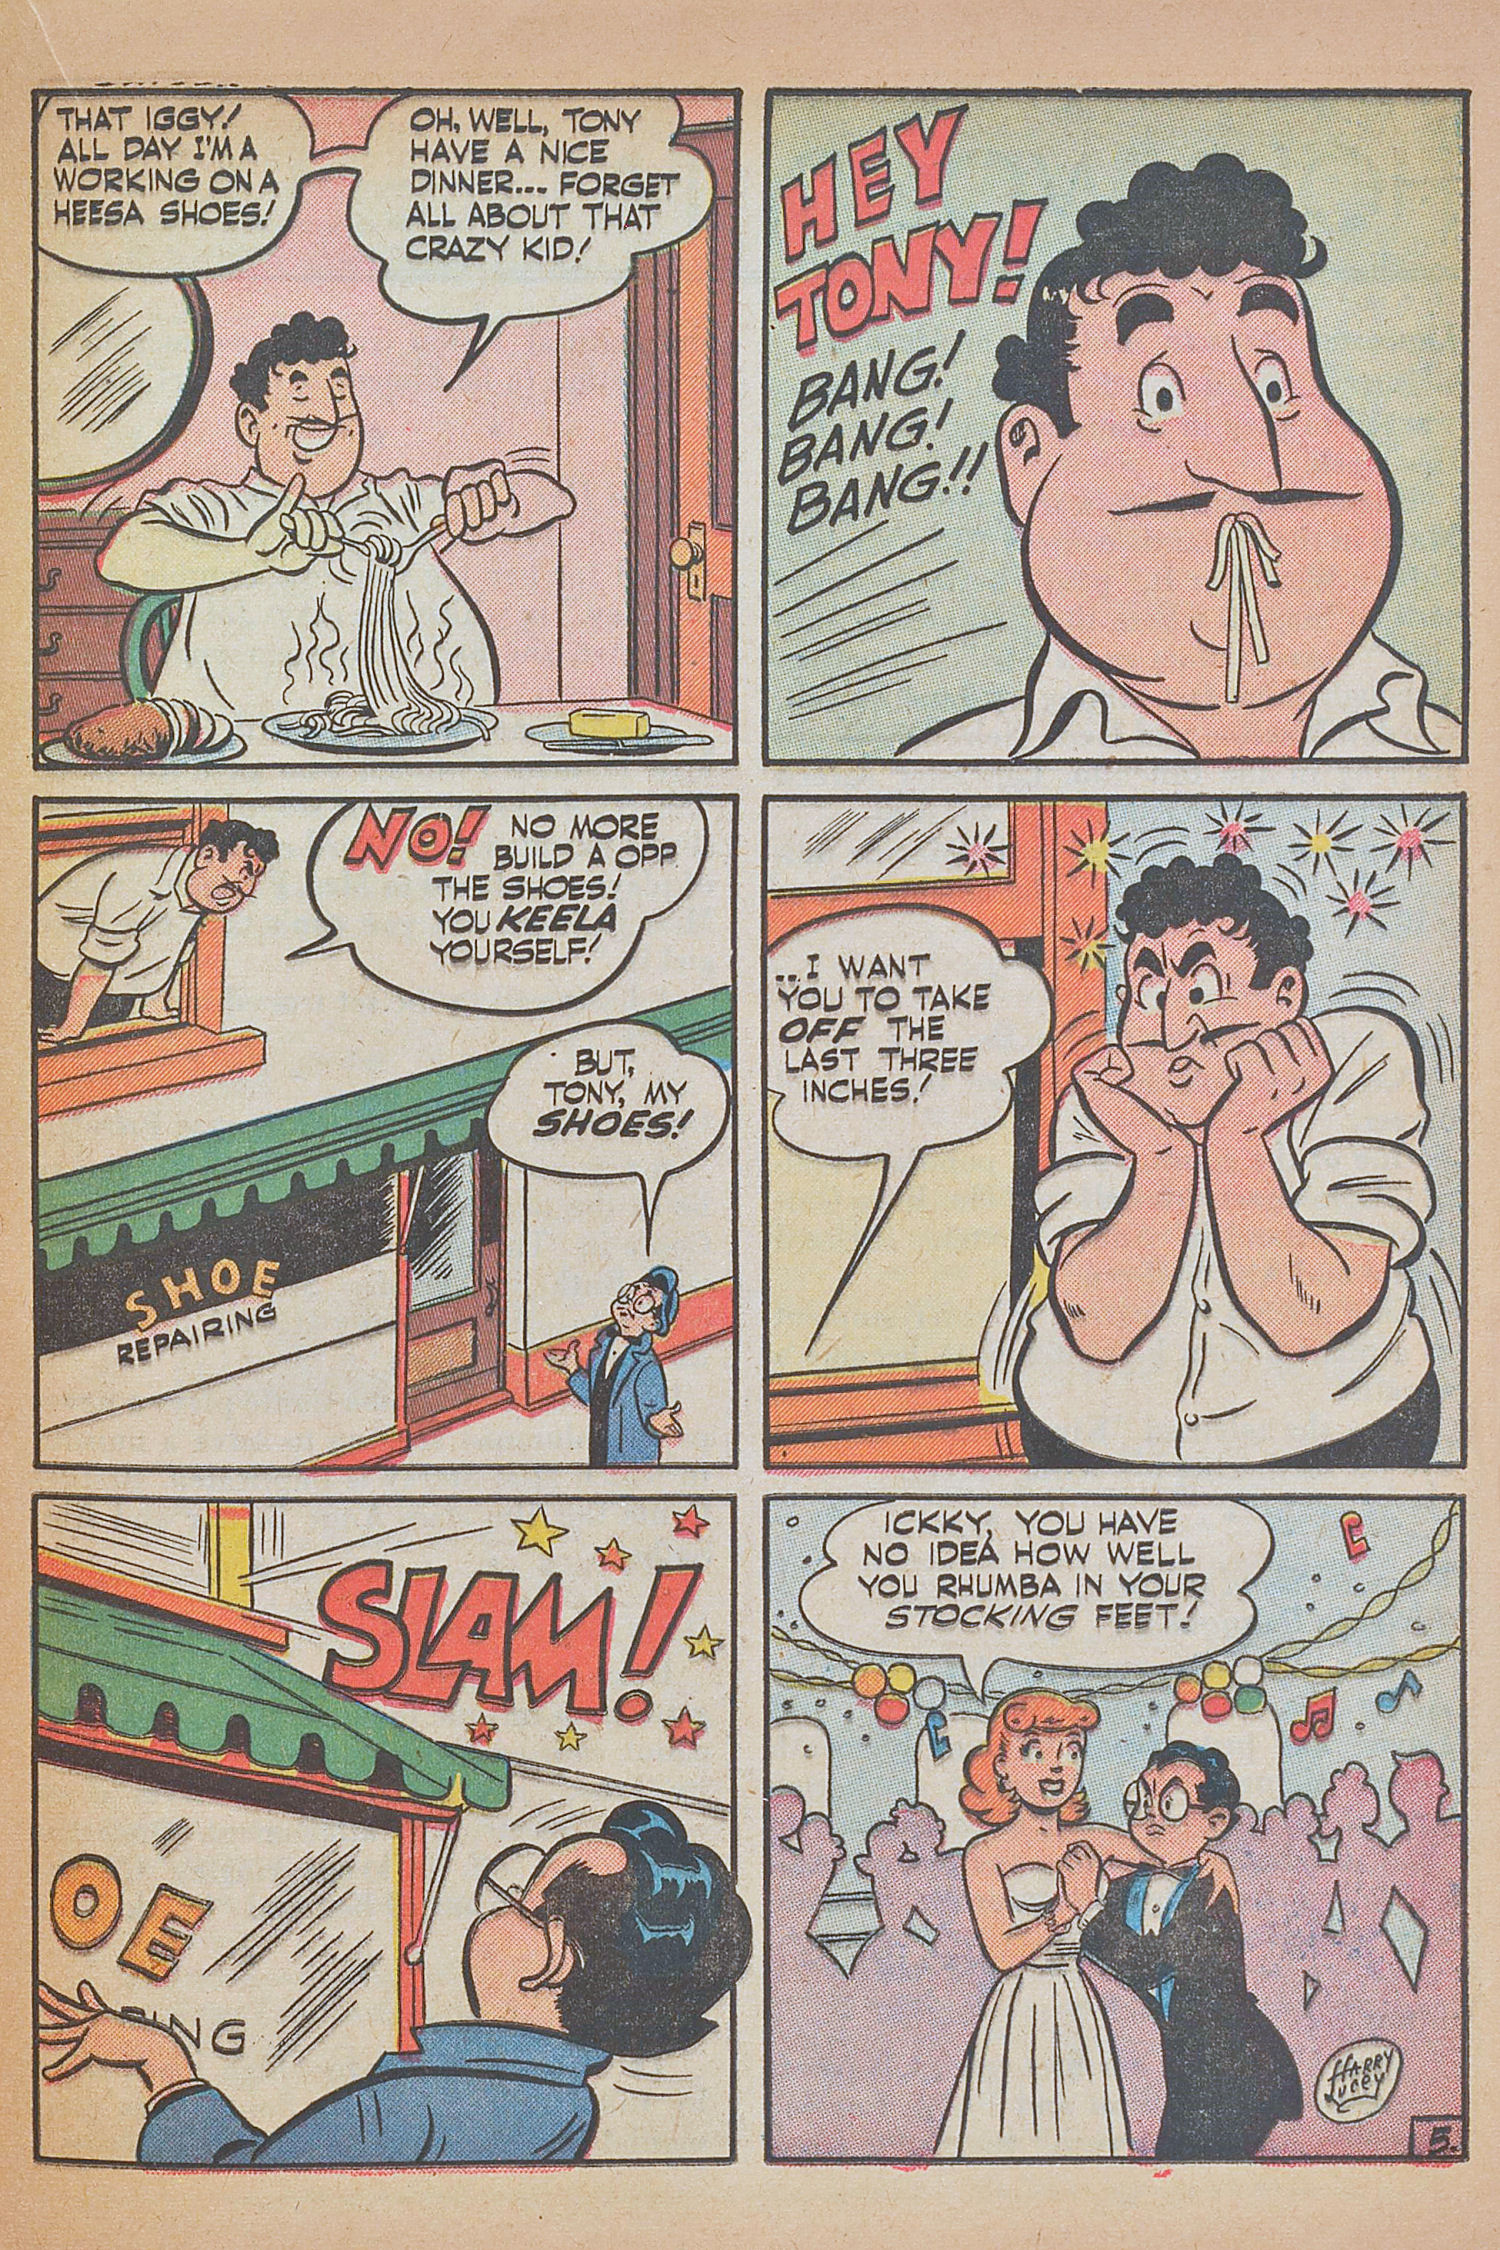 THAT IGGY!
ALL DAY I'M A
WORKING ON A
HEESA SHOES!
OH, WELL, TONY
HAVE A NICE
DINNER... FORGET
ALL ABOUT THAT
CRAZY KID!
HEY
TONY!
BANG!
BANG!
BANG!!
NO! NO MORE
BUILD A OPP
THE SHOES!
YOU KEELA
YOURSELF!
BUT,
TONY, MY
SHOES!
SHOE
REPAIRING
...I WANT
YOU TO TAKE
OFF THE
LAST THREE
INCHES!
SLAM!
OE
RING
ICKKY, YOU HAVE
NO IDEA HOW WELL
YOU RHUMBA IN YOUR
STOCKING FEET!
HARRY
LUCEY
5.